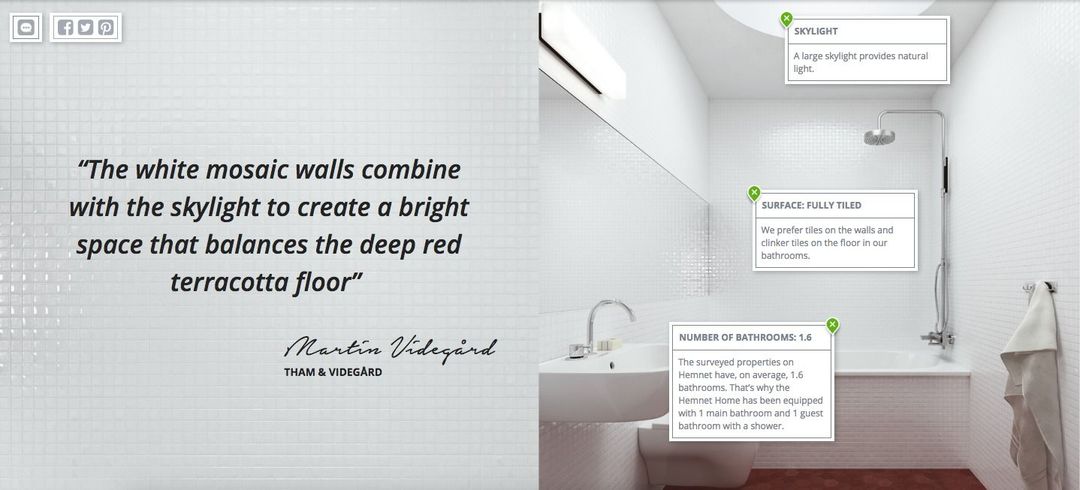 “The white mosaic walls combine
with the skylight to create a bright
space that balances the deep red
terracotta floor”
Martin Videgård
THAM & VIDEGÅRD
SKYLIGHT
A large skylight provides natural
light.
SURFACE: FULLY TILED
We prefer tiles on the walls and
clinker tiles on the floor in our
bathrooms.
NUMBER OF BATHROOMS: 1.6
The surveyed properties on
Hemnet have, on average, 1.6
bathrooms. That’s why the
Hemnet Home has been equipped
with 1 main bathroom and 1 guest
bathroom with a shower.